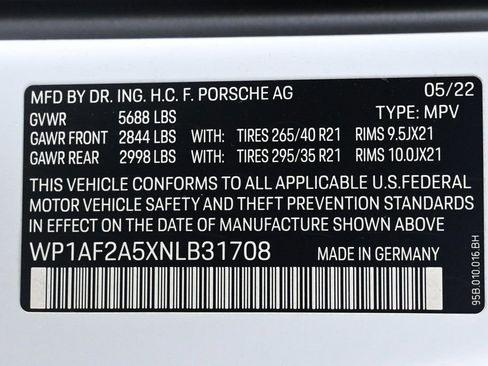 MFD BY DR. ING. H.C. F. PORSCHE AG 05/22
GVWR 5688 LBS TYPE: MPV
GAWR FRONT 2844 LBS WITH: TIRES 265/40 R21 RIMS 9.5JX21
GAWR REAR 2998 LBS WITH: TIRES 295/35 R21 RIMS 10.0JX21
THIS VEHICLE CONFORMS TO ALL APPLICABLE U.S.FEDERAL
MOTOR VEHICLE SAFETY AND THEFT PREVENTION STANDARDS
IN EFFECT ON THE DATE OF MANUFACTURE SHOWN ABOVE
WP1AF2A5XNLB31708 MADE IN GERMANY
95B.010.016.BH